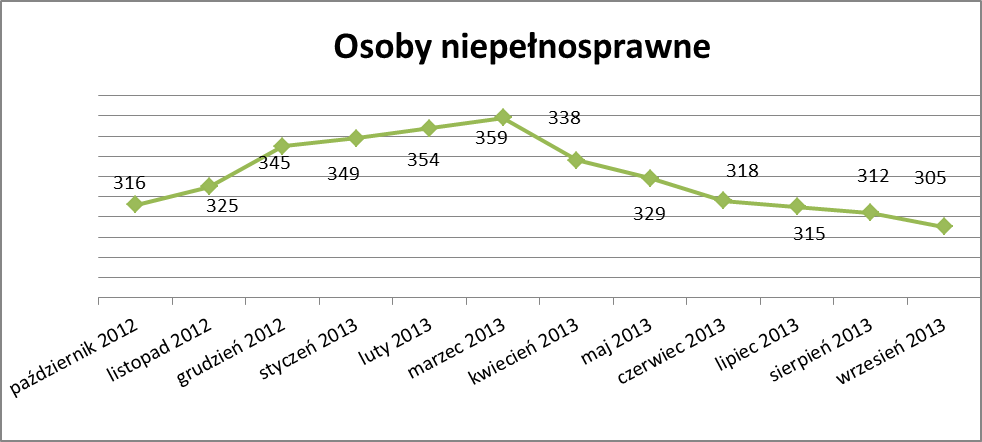 Osoby niepełnosprawne
316
325
345
349
354
359
338
329
318
315
312
305
październik 2012
listopad 2012
grudzień 2012
styczeń 2013
luty 2013
marzec 2013
kwiecień 2013
maj 2013
czerwiec 2013
lipiec 2013
sierpień 2013
wrzesień 2013